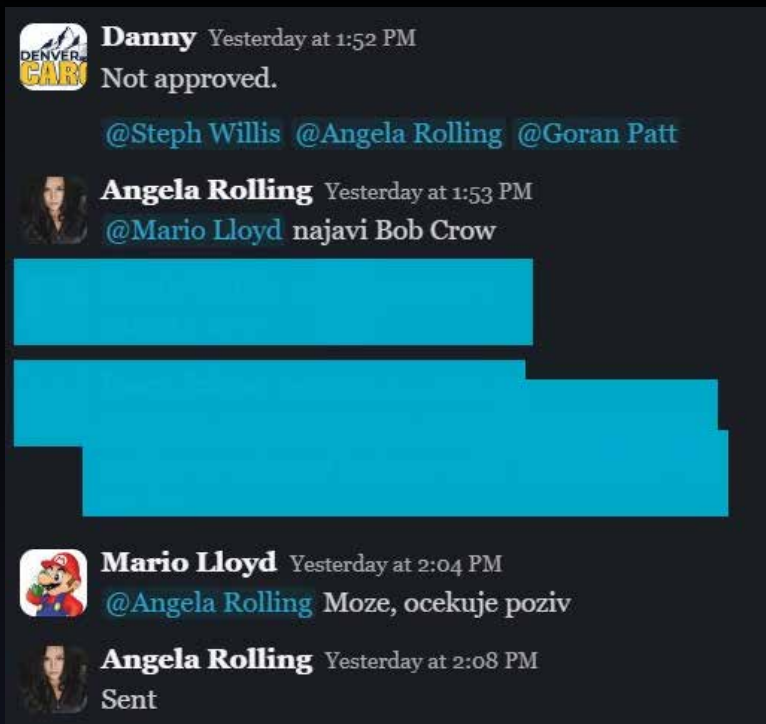 DENVER
CARG
Danny Yesterday at 1:52 PM
Not approved.
@Steph Willis @Angela Rolling @Goran Patt
Angela Rolling Yesterday at 1:53 PM
@Mario Lloyd najavi Bob Crow
Mario Lloyd Yesterday at 2:04 PM
@Angela Rolling Moze, ocekuje poziv
Angela Rolling Yesterday at 2:08 PM
Sent